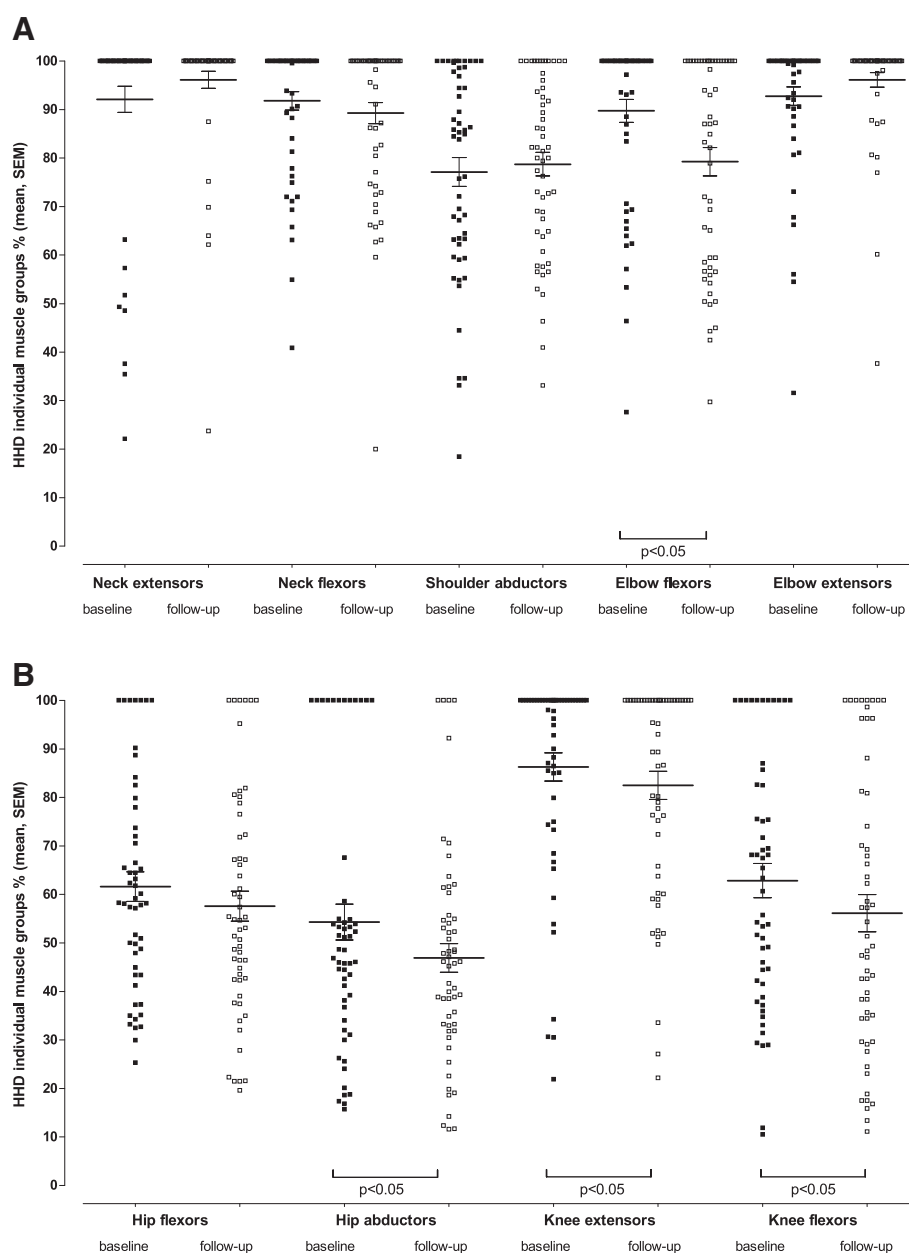 A
HHD individual muscle groups % (mean, SEM)
100
90
80
70
60
50
40
30
20
10
0
p<0.05
Neck extensors Neck flexors Shoulder abductors Elbow flexors Elbow extensors
baseline follow-up baseline follow-up baseline follow-up baseline follow-up baseline follow-up
B
HHD individual muscle groups % (mean, SEM)
100
90
80
70
60
50
40
30
20
10
0
p<0.05 p<0.05 p<0.05
Hip flexors Hip abductors Knee extensors Knee flexors
baseline follow-up baseline follow-up baseline follow-up baseline follow-up